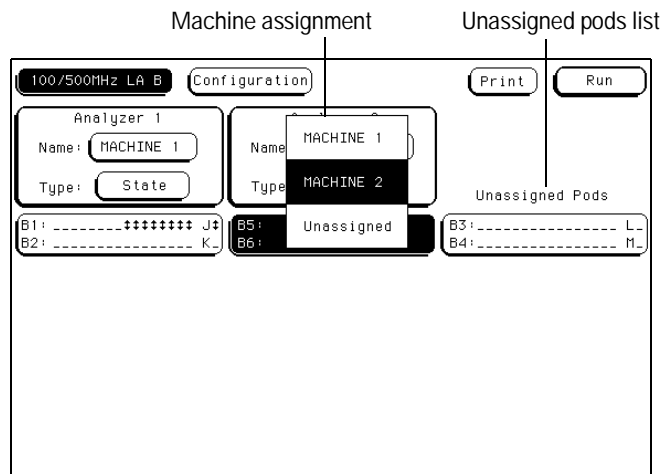 Machine assignment
Unassigned pods list
100/500MHz LA B
Configuration
Print
Run
Analyzer 1
Name: MACHINE 1
Type: State
Name
Type
MACHINE 1
MACHINE 2
Unassigned
Unassigned Pods
B1: _______‡‡‡‡‡‡‡‡ J‡
B2: ________________ K_
B5:
B6:
B3: ________________ L_
B4: ________________ M_